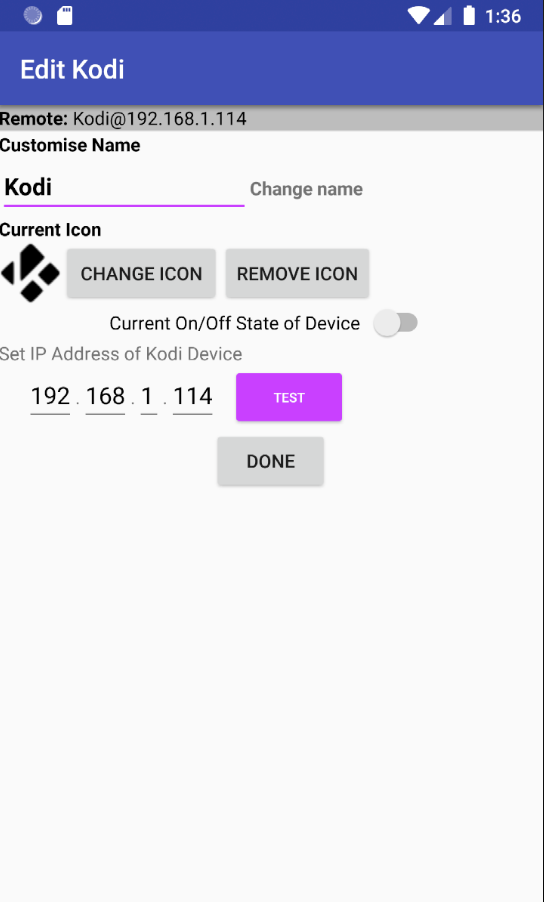 1:36
Edit Kodi
Remote: Kodi@192.168.1.114
Customise Name
Kodi Change name
Current Icon
CHANGE ICON REMOVE ICON
Current On/Off State of Device
Set IP Address of Kodi Device
192 . 168 . 1 . 114 TEST
DONE